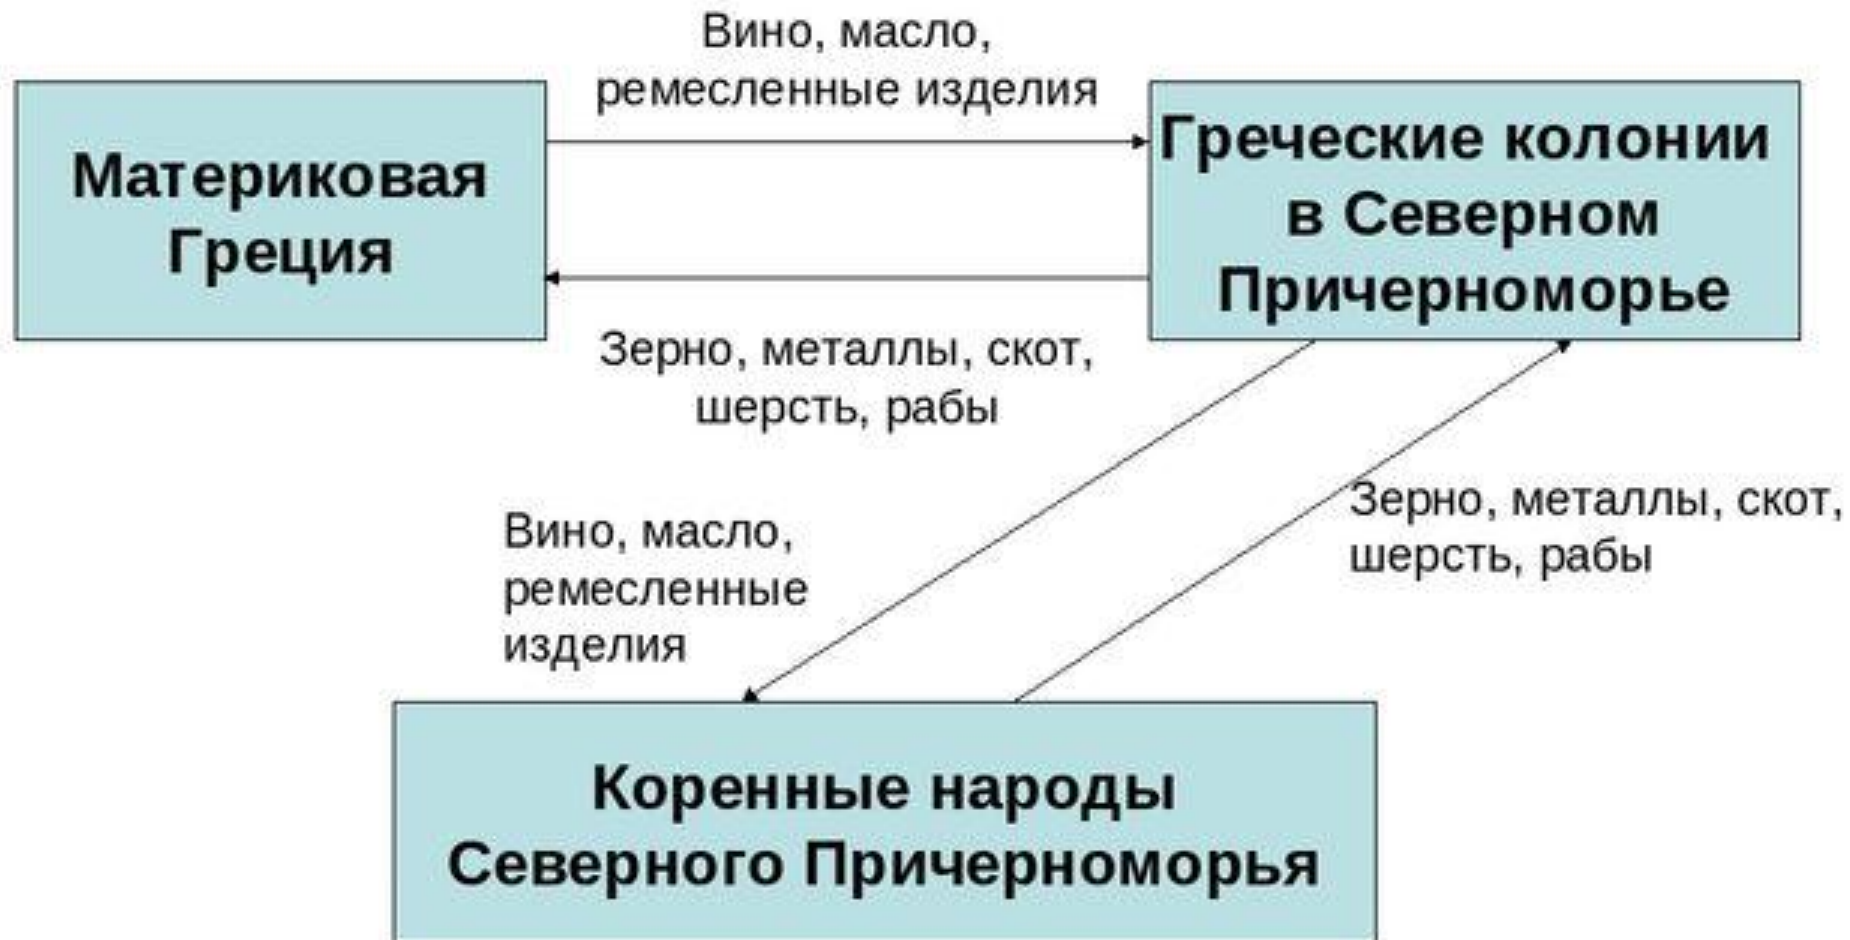 Вино, масло,
ремесленные изделия
Материковая
Греция
Греческие колонии
в Северном
Причерноморье
Зерно, металлы, скот,
шерсть, рабы
Вино, масло,
ремесленные
изделия
Зерно, металлы, скот,
шерсть, рабы
Коренные народы
Северного Причерноморья